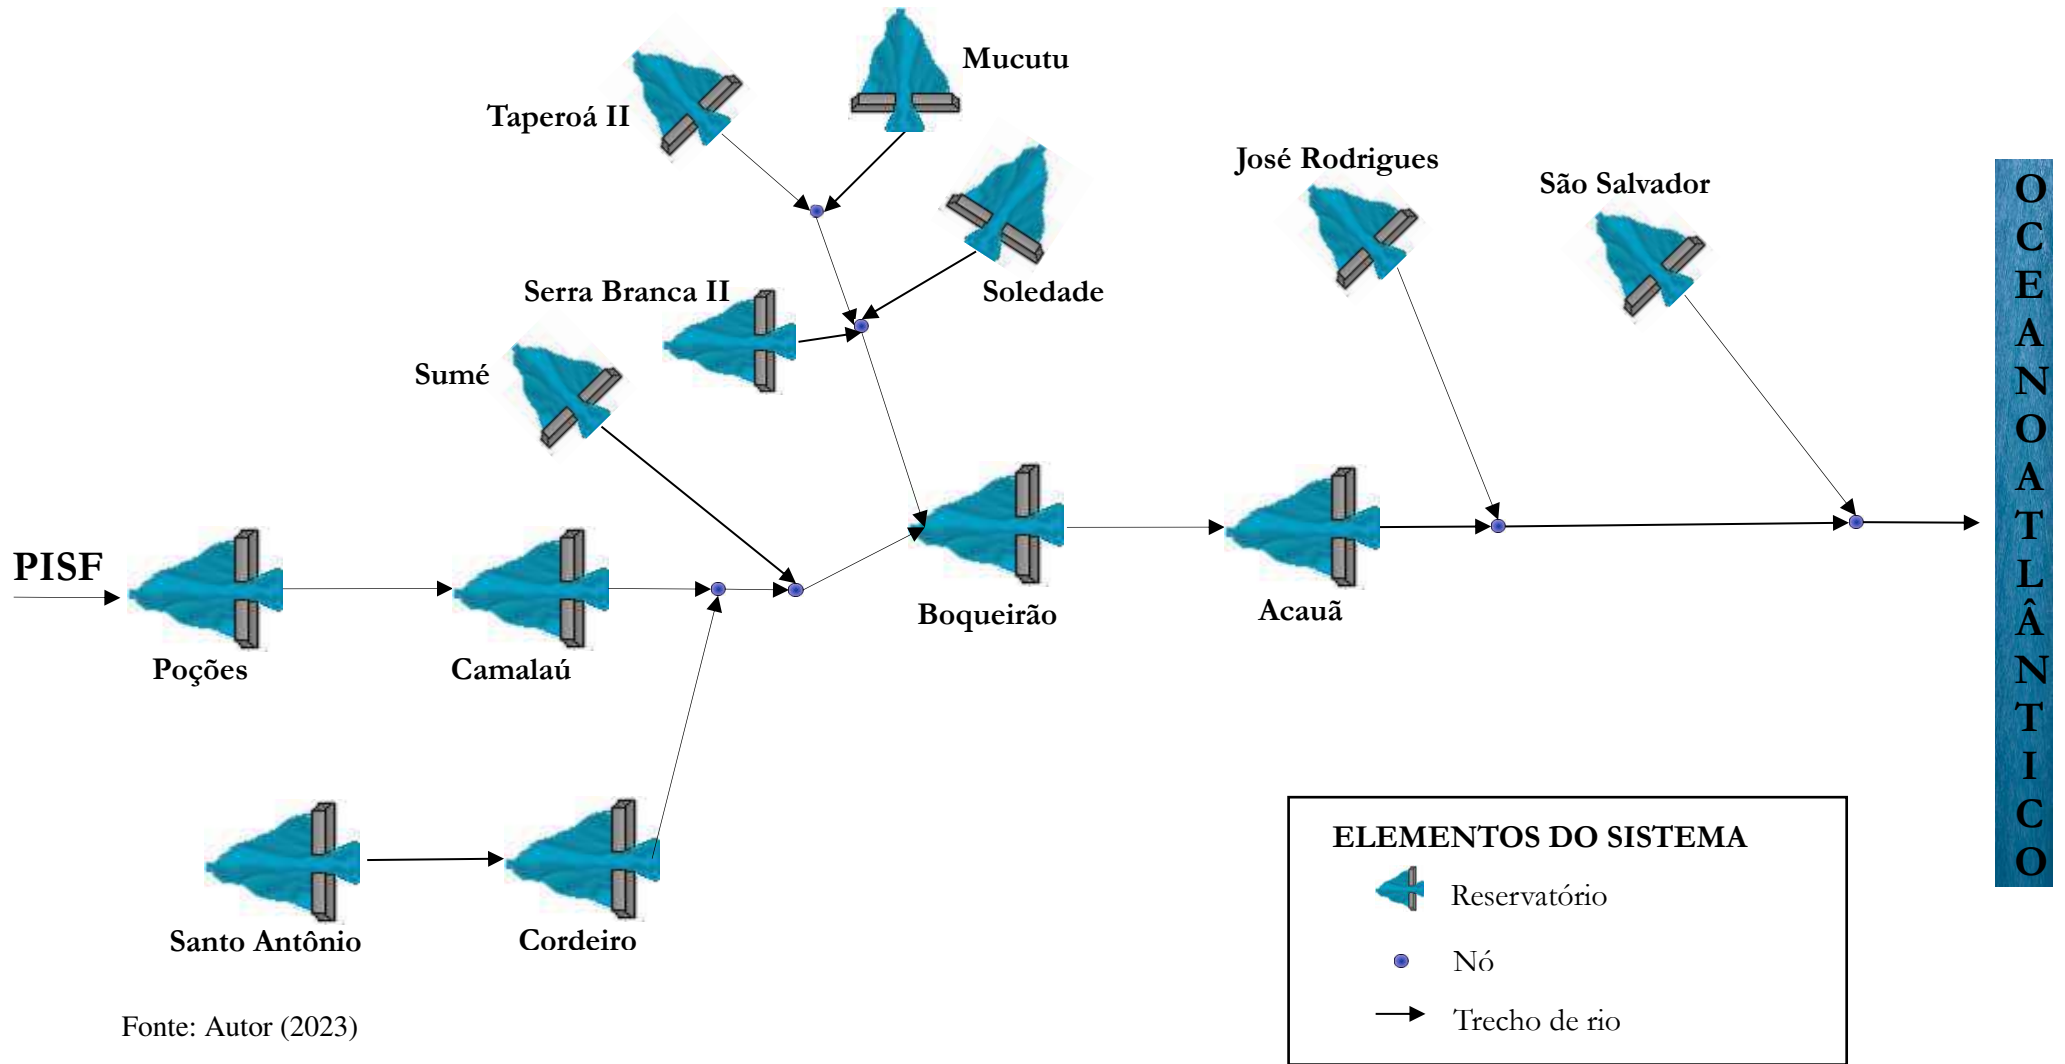 Mucutu
Taperoá II
José Rodrigues
São Salvador
Serra Branca II
Soledade
Sumé
PISF
Boqueirão
Acauã
Poções
Camalaú
Santo Antônio
Cordeiro
O
C
E
A
N
O
A
T
L
Â
N
T
I
C
O
ELEMENTOS DO SISTEMA
Reservatório
Nó
Trecho de rio
Fonte: Autor (2023)